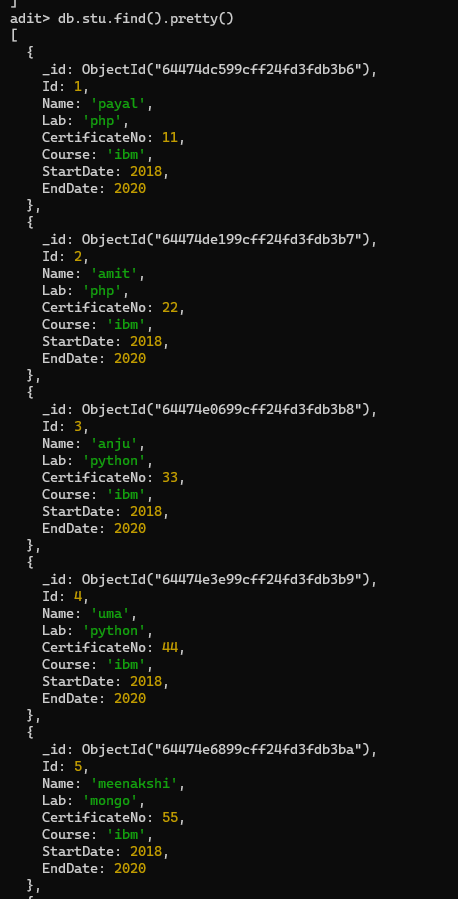 ]
adit> db.stu.find().pretty()
[
  {
    _id: ObjectId("64474dc599cff24fd3fdb3b6"),
    Id: 1,
    Name: 'payal',
    Lab: 'php',
    CertificateNo: 11,
    Course: 'ibm',
    StartDate: 2018,
    EndDate: 2020
  },
  {
    _id: ObjectId("64474de199cff24fd3fdb3b7"),
    Id: 2,
    Name: 'amit',
    Lab: 'php',
    CertificateNo: 22,
    Course: 'ibm',
    StartDate: 2018,
    EndDate: 2020
  },
  {
    _id: ObjectId("64474e0699cff24fd3fdb3b8"),
    Id: 3,
    Name: 'anju',
    Lab: 'python',
    CertificateNo: 33,
    Course: 'ibm',
    StartDate: 2018,
    EndDate: 2020
  },
  {
    _id: ObjectId("64474e3e99cff24fd3fdb3b9"),
    Id: 4,
    Name: 'uma',
    Lab: 'python',
    CertificateNo: 44,
    Course: 'ibm',
    StartDate: 2018,
    EndDate: 2020
  },
  {
    _id: ObjectId("64474e6899cff24fd3fdb3ba"),
    Id: 5,
    Name: 'meenakshi',
    Lab: 'mongo',
    CertificateNo: 55,
    Course: 'ibm',
    StartDate: 2018,
    EndDate: 2020
  },
  {